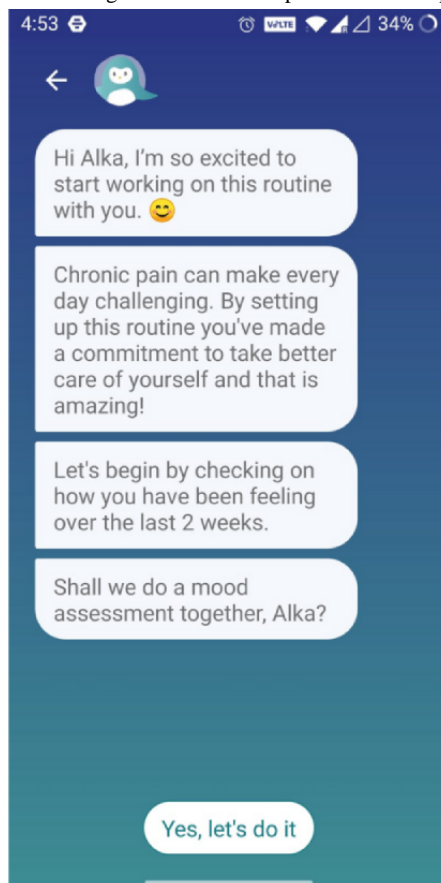 4:53
VoLTE
34%
Hi Alka, I'm so excited to
start working on this routine
with you. 😊
Chronic pain can make every
day challenging. By setting
up this routine you've made
a commitment to take better
care of yourself and that is
amazing!
Let's begin by checking on
how you have been feeling
over the last 2 weeks.
Shall we do a mood
assessment together, Alka?
Yes, let's do it